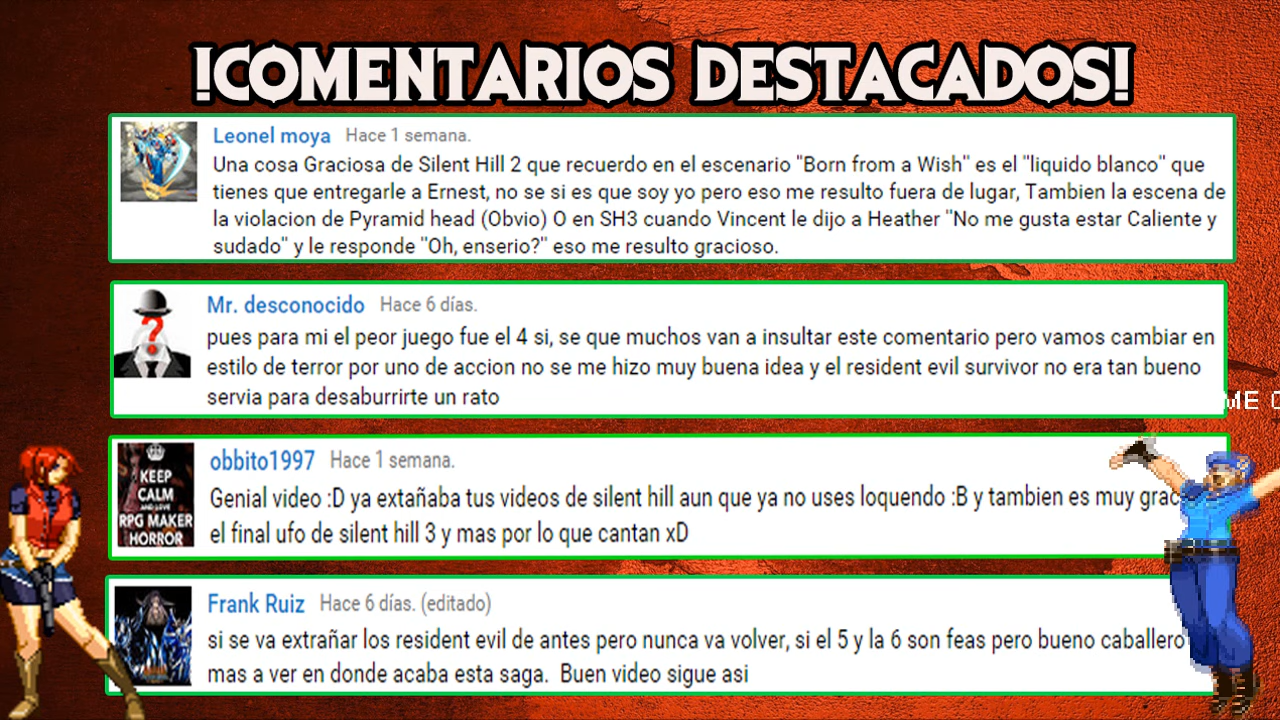 !COMENTARIOS DESTACADOS!
Leonel moya Hace 1 semana.
Una cosa Graciosa de Silent Hill 2 que recuerdo en el escenario "Born from a Wish" es el "liquido blanco" que
tienes que entregarle a Ernest, no se si es que soy yo pero eso me resulto fuera de lugar, Tambien la escena de
la violacion de Pyramid head (Obvio) O en SH3 cuando Vincent le dijo a Heather "No me gusta estar Caliente y
sudado" y le responde "Oh, enserio?" eso me resulto gracioso.
Mr. desconocido Hace 6 días.
pues para mi el peor juego fue el 4 si, se que muchos van a insultar este comentario pero vamos cambiar en
estilo de terror por uno de accion no se me hizo muy buena idea y el resident evil survivor no era tan bueno
servia para desaburrirte un rato
ME
KEEP
CALM
AND LOVE
RPG MAKER
HORROR
obbito1997 Hace 1 semana.
Genial video :D ya extañaba tus videos de silent hill aun que ya no uses loquendo :B y tambien es muy grac
el final ufo de silent hill 3 y mas por lo que cantan xD
Frank Ruiz Hace 6 días. (editado)
si se va extrañar los resident evil de antes pero nunca va volver, si el 5 y la 6 son feas pero bueno caballero
mas a ver en donde acaba esta saga. Buen video sigue asi